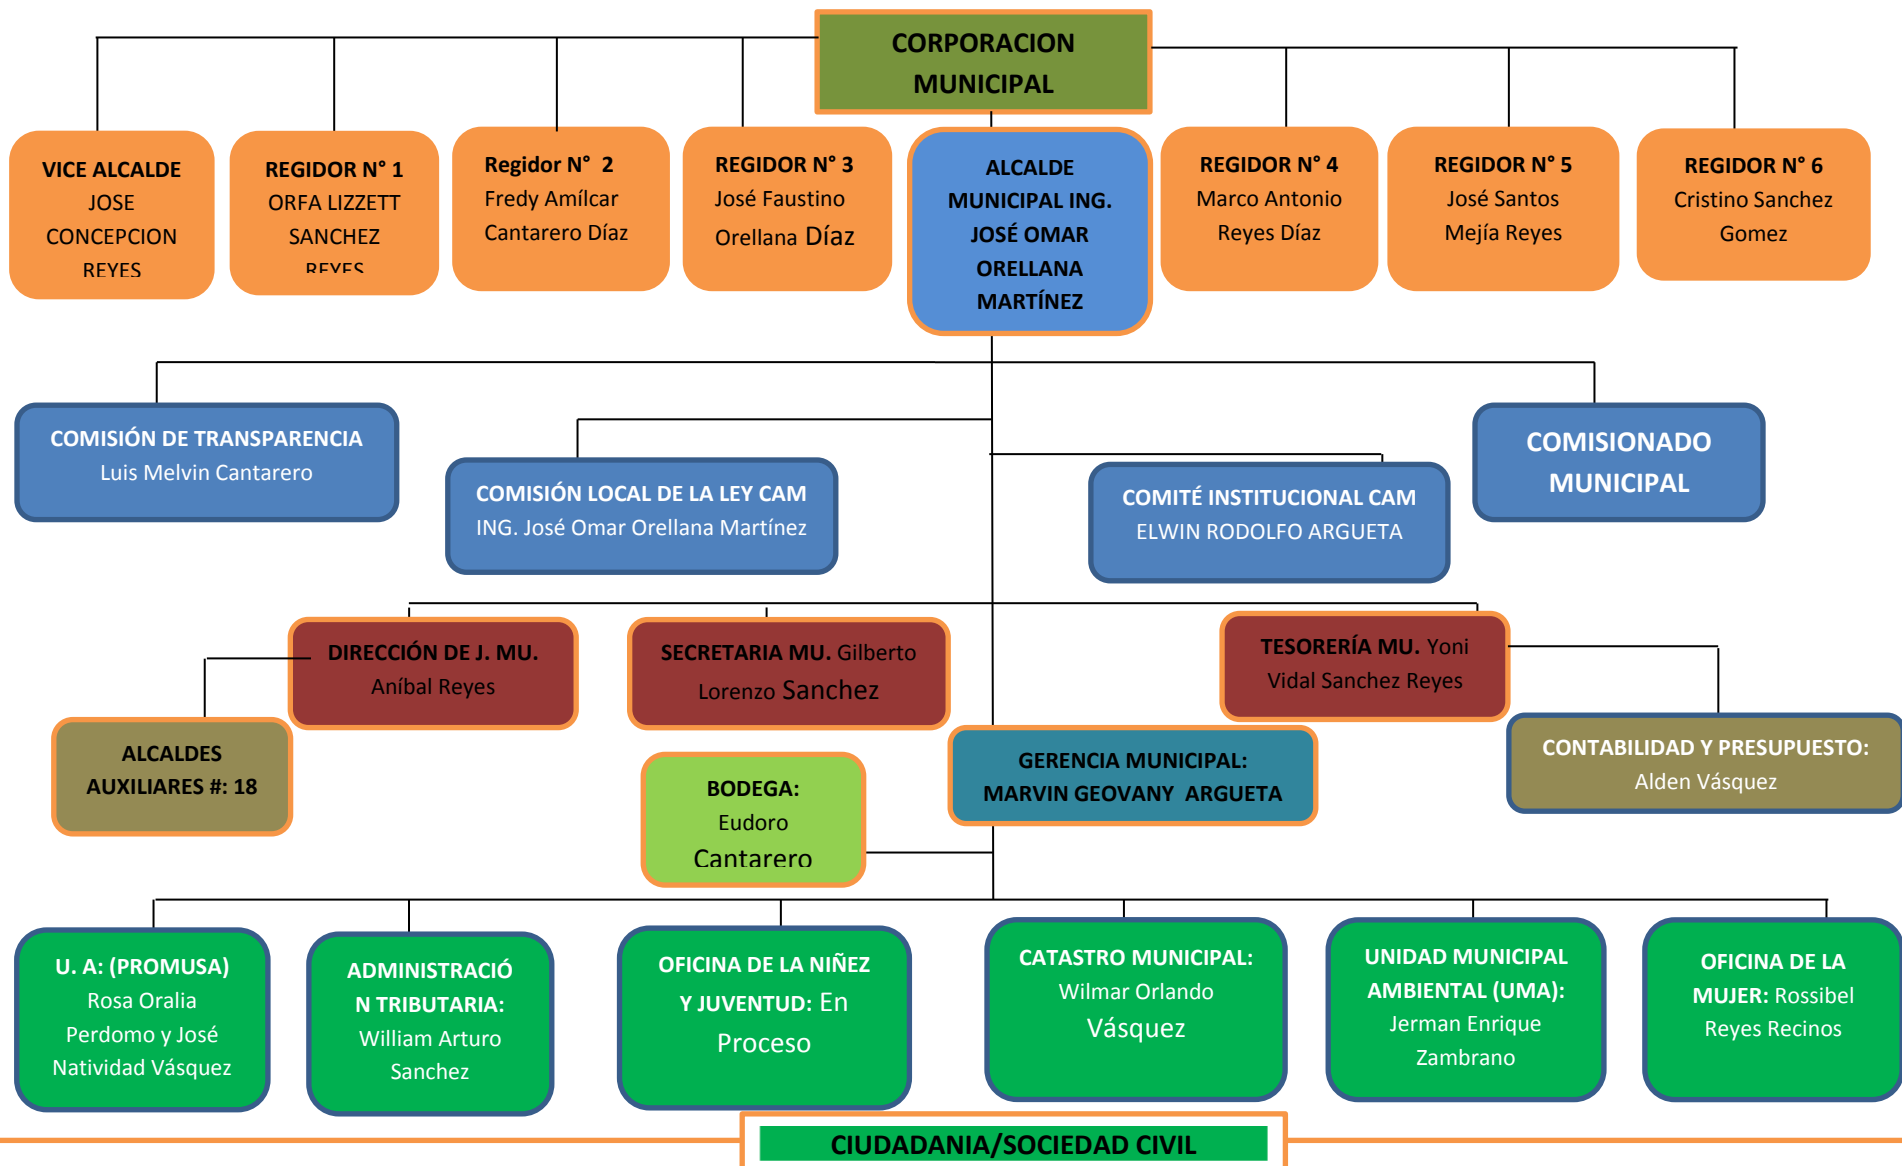 CORPORACION
MUNICIPAL
VICE ALCALDE
JOSE
CONCEPCION
REYES
REGIDOR N° 1
ORFA LIZZETT
SANCHEZ
REYES
Regidor N° 2
Fredy Amílcar
Cantarero Díaz
REGIDOR N° 3
José Faustino
Orellana Díaz
ALCALDE
MUNICIPAL ING.
JOSÉ OMAR
ORELLANA
MARTÍNEZ
REGIDOR N° 4
Marco Antonio
Reyes Díaz
REGIDOR N° 5
José Santos
Mejía Reyes
REGIDOR N° 6
Cristino Sanchez
Gomez
COMISIÓN DE TRANSPARENCIA
Luis Melvin Cantarero
COMISIÓN LOCAL DE LA LEY CAM
ING. José Omar Orellana Martínez
COMITÉ INSTITUCIONAL CAM
ELWIN RODOLFO ARGUETA
COMISIONADO
MUNICIPAL
DIRECCIÓN DE J. MU.
Aníbal Reyes
SECRETARIA MU. Gilberto
Lorenzo Sanchez
TESORERÍA MU. Yoni
Vidal Sanchez Reyes
ALCALDES
AUXILIARES #: 18
BODEGA:
Eudoro
Cantarero
GERENCIA MUNICIPAL:
MARVIN GEOVANY ARGUETA
CONTABILIDAD Y PRESUPUESTO:
Alden Vásquez
U. A: (PROMUSA)
Rosa Oralia
Perdomo y José
Natividad Vásquez
ADMINISTRACIÓ
N TRIBUTARIA:
William Arturo
Sanchez
OFICINA DE LA NIÑEZ
Y JUVENTUD: En
Proceso
CATASTRO MUNICIPAL:
Wilmar Orlando
Vásquez
UNIDAD MUNICIPAL
AMBIENTAL (UMA):
Jerman Enrique
Zambrano
OFICINA DE LA
MUJER: Rossibel
Reyes Recinos
CIUDADANIA/SOCIEDAD CIVIL